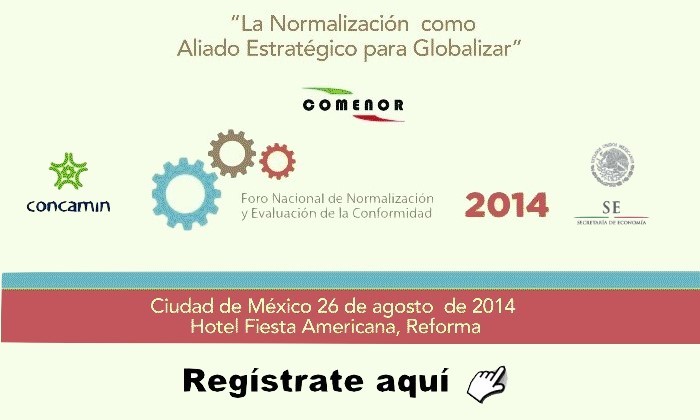 “La Normalización como
Aliado Estratégico para Globalizar”
COMENOR
concamin
Foro Nacional de Normalización
y Evaluación de la Conformidad
2014
SE
SECRETARÍA DE ECONOMÍA
Ciudad de México 26 de agosto de 2014
Hotel Fiesta Americana, Reforma
Regístrate aquí